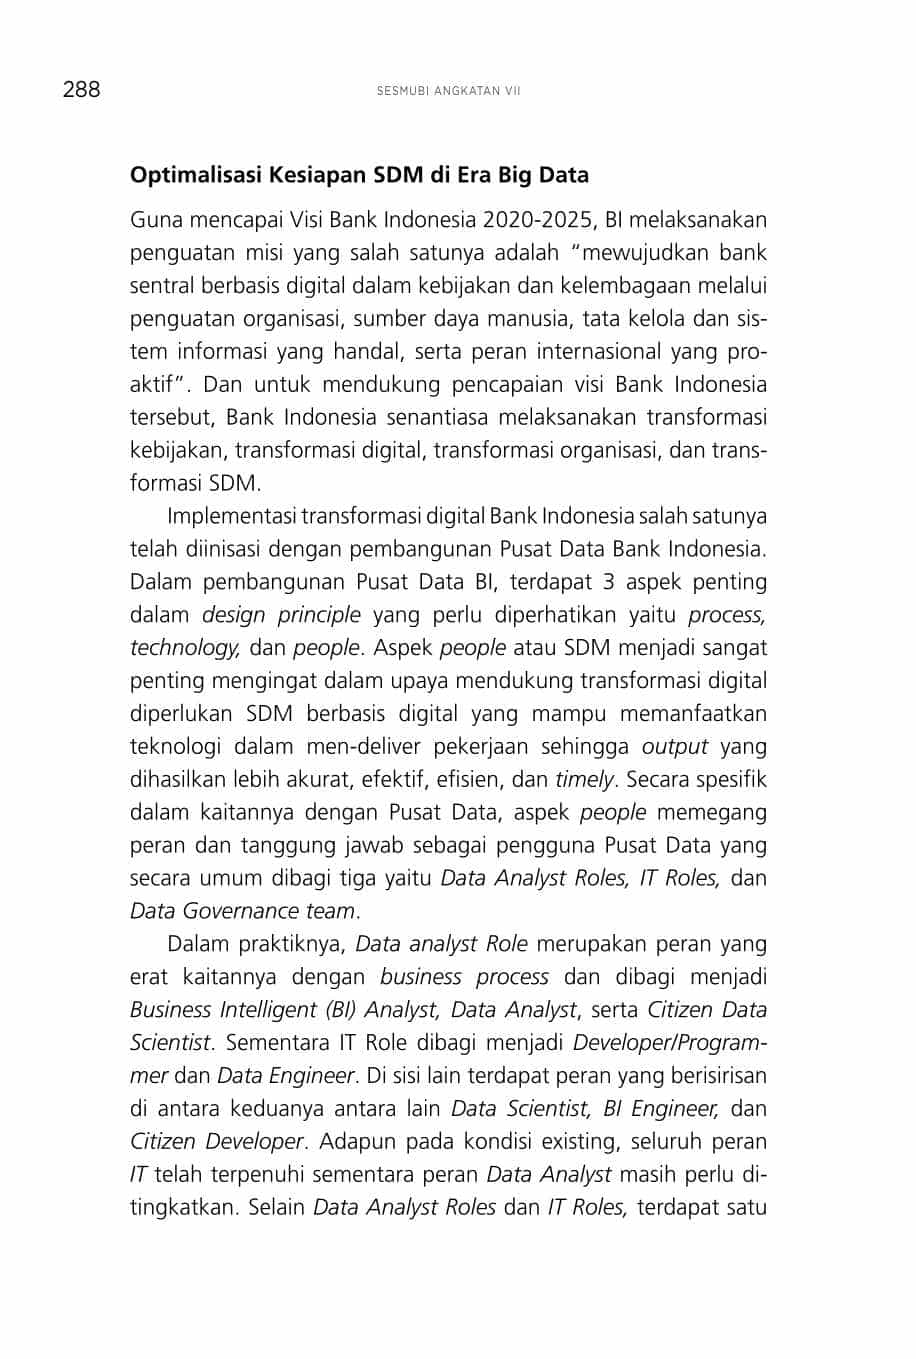 288
SESMUBI ANGKATAN VII
Optimalisasi Kesiapan SDM di Era Big Data
Guna mencapai Visi Bank Indonesia 2020-2025, BI melaksanakan
penguatan misi yang salah satunya adalah “mewujudkan bank
sentral berbasis digital dalam kebijakan dan kelembagaan melalui
penguatan organisasi, sumber daya manusia, tata kelola dan sis-
tem informasi yang handal, serta peran internasional yang pro-
aktif”. Dan untuk mendukung pencapaian visi Bank Indonesia
tersebut, Bank Indonesia senantiasa melaksanakan transformasi
kebijakan, transformasi digital, transformasi organisasi, dan trans-
formasi SDM.
Implementasi transformasi digital Bank Indonesia salah satunya
telah diinisasi dengan pembangunan Pusat Data Bank Indonesia.
Dalam pembangunan Pusat Data BI, terdapat 3 aspek penting
dalam design principle yang perlu diperhatikan yaitu process,
technology, dan people. Aspek people atau SDM menjadi sangat
penting mengingat dalam upaya mendukung transformasi digital
diperlukan SDM berbasis digital yang mampu memanfaatkan
teknologi dalam men-deliver pekerjaan sehingga output yang
dihasilkan lebih akurat, efektif, efisien, dan timely. Secara spesifik
dalam kaitannya dengan Pusat Data, aspek people memegang
peran dan tanggung jawab sebagai pengguna Pusat Data yang
secara umum dibagi tiga yaitu Data Analyst Roles, IT Roles, dan
Data Governance team.
Dalam praktiknya, Data analyst Role merupakan peran yang
erat kaitannya dengan business process dan dibagi menjadi
Business Intelligent (BI) Analyst, Data Analyst, serta Citizen Data
Scientist. Sementara IT Role dibagi menjadi Developer/Program-
mer dan Data Engineer. Di sisi lain terdapat peran yang berisirisan
di antara keduanya antara lain Data Scientist, BI Engineer, dan
Citizen Developer. Adapun pada kondisi existing, seluruh peran
IT telah terpenuhi sementara peran Data Analyst masih perlu di-
tingkatkan. Selain Data Analyst Roles dan IT Roles, terdapat satu